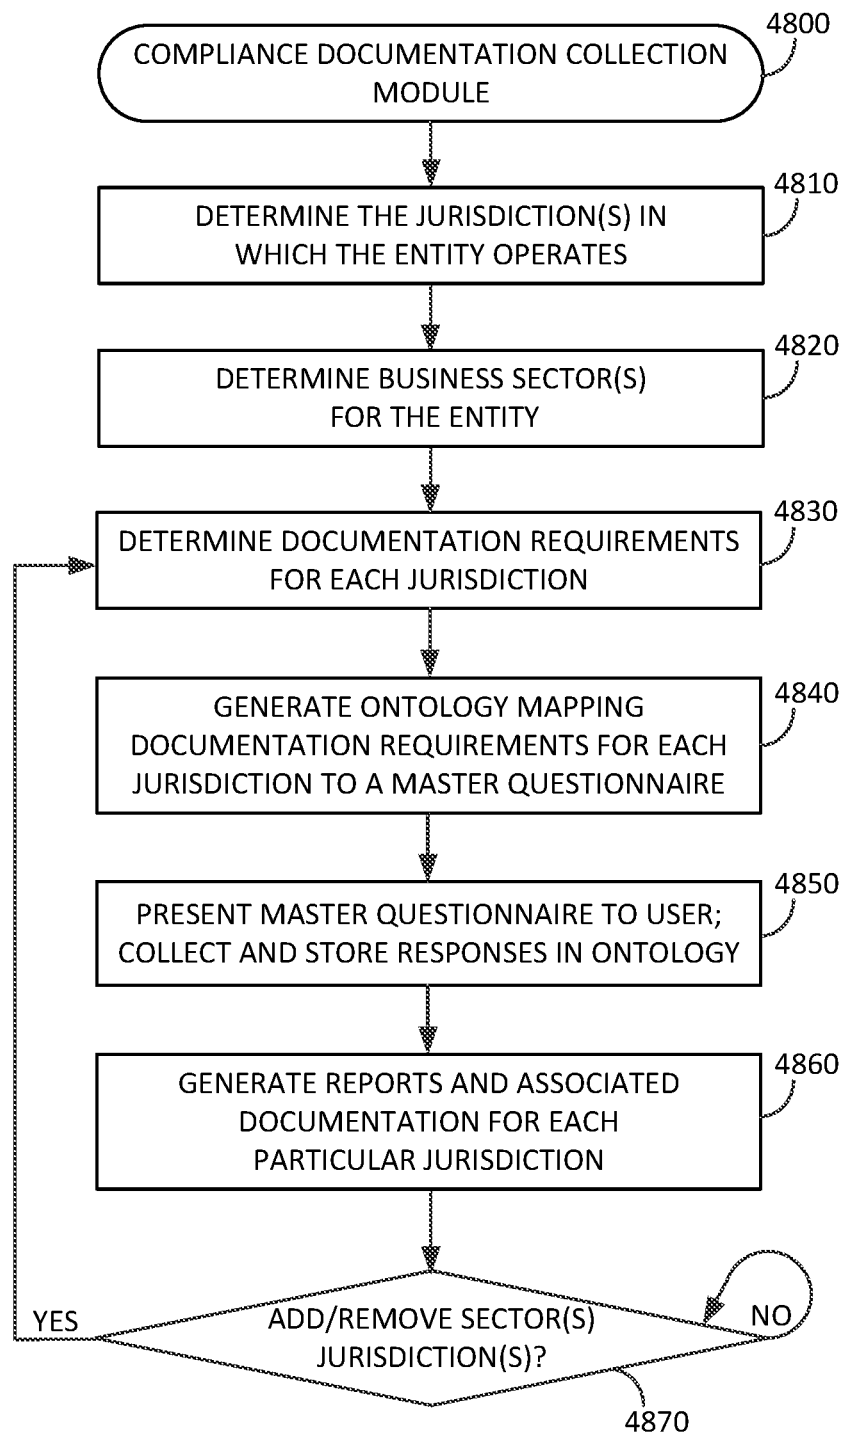 4800
COMPLIANCE DOCUMENTATION COLLECTION
MODULE
4810
DETERMINE THE JURISDICTION(S) IN
WHICH THE ENTITY OPERATES
4820
DETERMINE BUSINESS SECTOR(S)
FOR THE ENTITY
4830
DETERMINE DOCUMENTATION REQUIREMENTS
FOR EACH JURISDICTION
4840
GENERATE ONTOLOGY MAPPING
DOCUMENTATION REQUIREMENTS FOR EACH
JURISDICTION TO A MASTER QUESTIONNAIRE
4850
PRESENT MASTER QUESTIONNAIRE TO USER;
COLLECT AND STORE RESPONSES IN ONTOLOGY
4860
GENERATE REPORTS AND ASSOCIATED
DOCUMENTATION FOR EACH
PARTICULAR JURISDICTION
YES
ADD/REMOVE SECTOR(S)
JURISDICTION(S)?
NO
4870